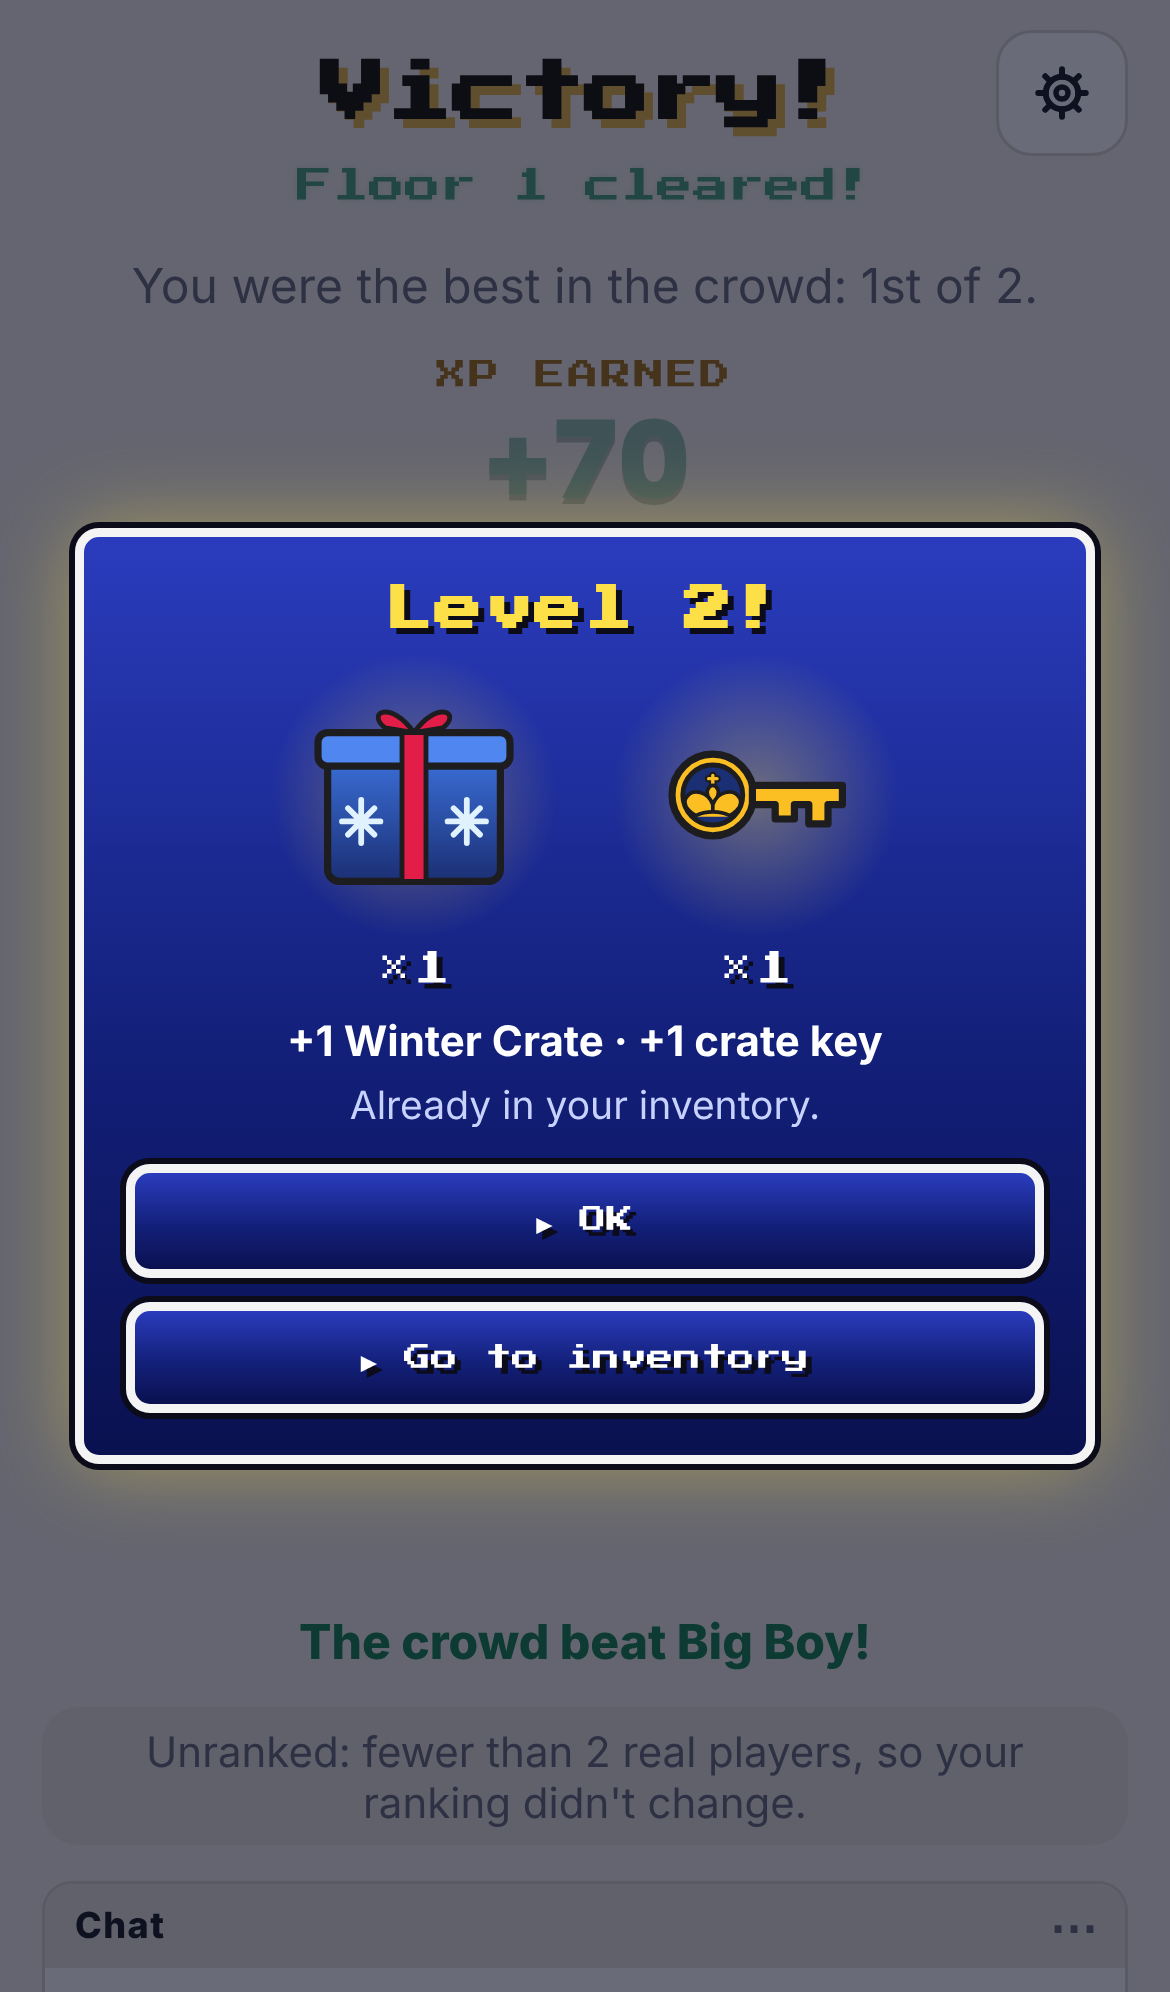 Victory!
Floor 1 cleared!
You were the best in the crowd: 1st of 2.
XP EARNED
+70
Level 2!
×1 ×1
+1 Winter Crate · +1 crate key
Already in your inventory.
▶ OK
▶ Go to inventory
The crowd beat Big Boy!
Unranked: fewer than 2 real players, so your
ranking didn't change.
Chat ...